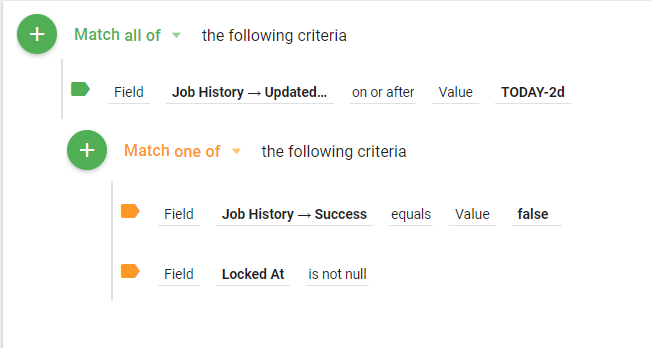 Match all of the following criteria
Field Job History → Updated... on or after Value TODAY-2d
Match one of the following criteria
Field Job History → Success equals Value false
Field Locked At is not null